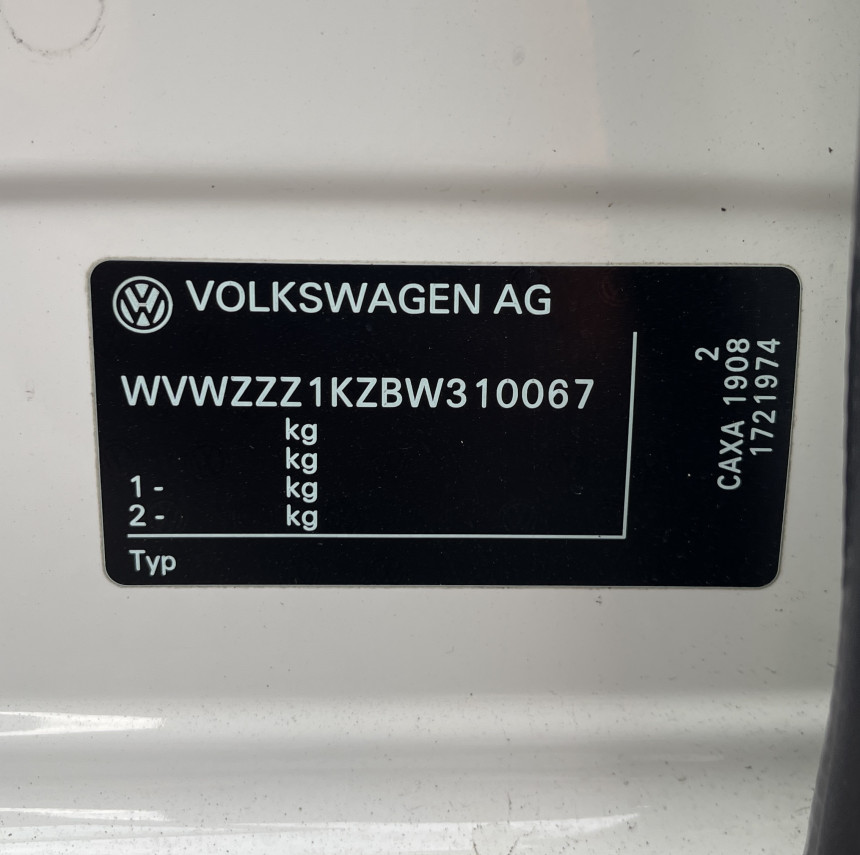 VOLKSWAGEN AG
WVWZZZ1KZBW310067
kg
kg
1 - kg
2 - kg
Typ
2
CAXA 1908
1721974